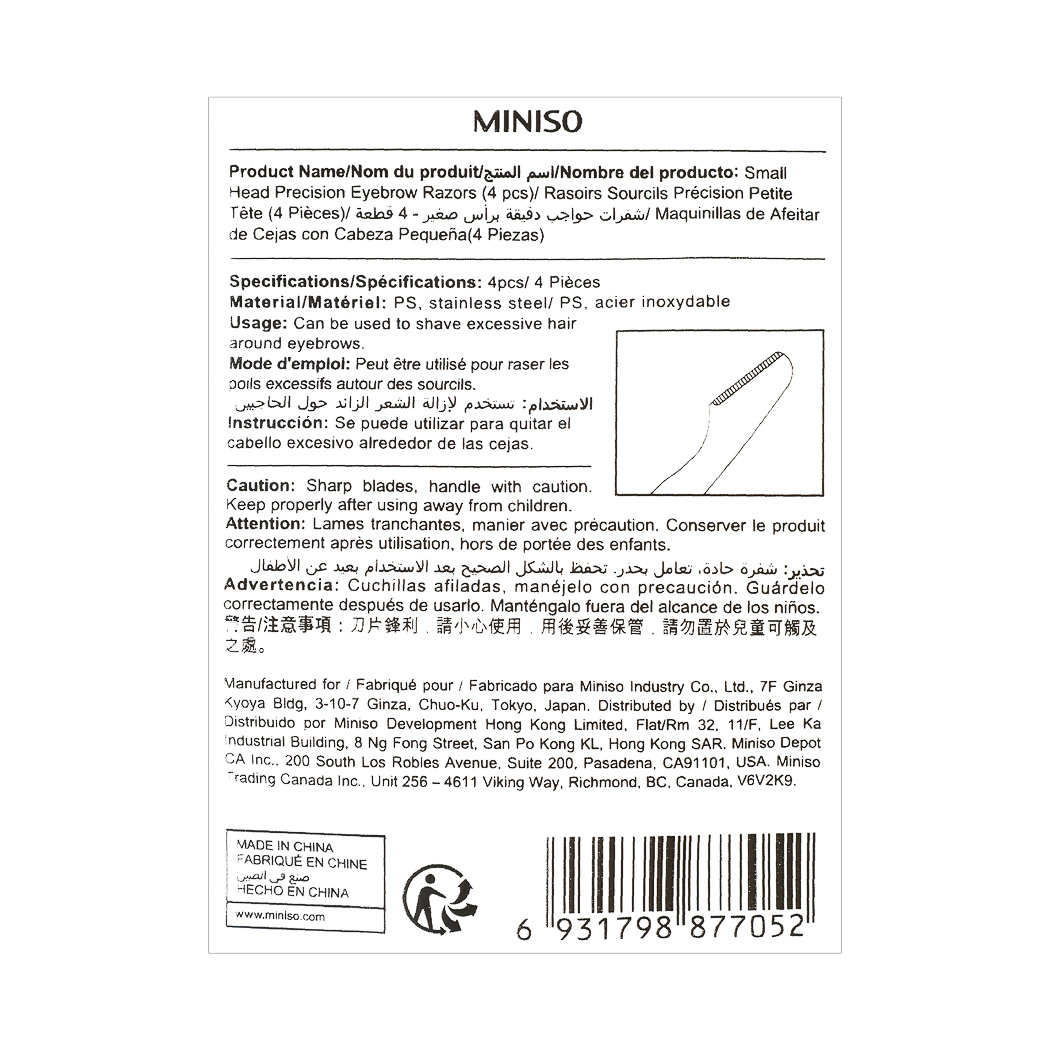 MINISO
Product Name/Nom du produit/اسم المنتج/Nombre del producto: Small
Head Precision Eyebrow Razors (4 pcs)/ Rasoirs Sourcils Précision Petite
Tête (4 Pièces)/ شفرات حواجب دقيقة برأس صغير - 4 قطعة/ Maquinillas de Afeitar
de Cejas con Cabeza Pequeña(4 Piezas)
Specifications/Spécifications: 4pcs/ 4 Pièces
Material/Matériel: PS, stainless steel/ PS, acier inoxydable
Usage: Can be used to shave excessive hair
around eyebrows.
Mode d'emploi: Peut être utilisé pour raser les
poils excessifs autour des sourcils.
الاستخدام: تستخدم لإزالة الشعر الزائد حول الحاجبين
Instrucción: Se puede utilizar para quitar el
cabello excesivo alrededor de las cejas.
Caution: Sharp blades, handle with caution.
Keep properly after using away from children.
Attention: Lames tranchantes, manier avec précaution. Conserver le produit
correctement après utilisation, hors de portée des enfants.
تحذير: شفرة حادة، تعامل بحذر. تحفظ بالشكل الصحيح بعد الاستخدام بعيد عن الأطفال
Advertencia: Cuchillas afiladas, manéjelo con precaución. Guárdelo
correctamente después de usarlo. Manténgalo fuera del alcance de los niños.
警告/注意事項：刀片鋒利﹒請小心使用﹒用後妥善保管﹒請勿置於兒童可觸及
之處。
Manufactured for / Fabriqué pour / Fabricado para Miniso Industry Co., Ltd., 7F Ginza
Kyoya Bldg, 3-10-7 Ginza, Chuo-Ku, Tokyo, Japan. Distributed by / Distribués par /
Distribuido por Miniso Development Hong Kong Limited, Flat/Rm 32, 11/F, Lee Ka
Industrial Building, 8 Ng Fong Street, San Po Kong KL, Hong Kong SAR. Miniso Depot
CA Inc., 200 South Los Robles Avenue, Suite 200, Pasadena, CA91101, USA. Miniso
Trading Canada Inc., Unit 256 – 4611 Viking Way, Richmond, BC, Canada, V6V2K9.
MADE IN CHINA
FABRIQUÉ EN CHINE
صنع في الصين
HECHO EN CHINA
www.miniso.com
6 931798 877052